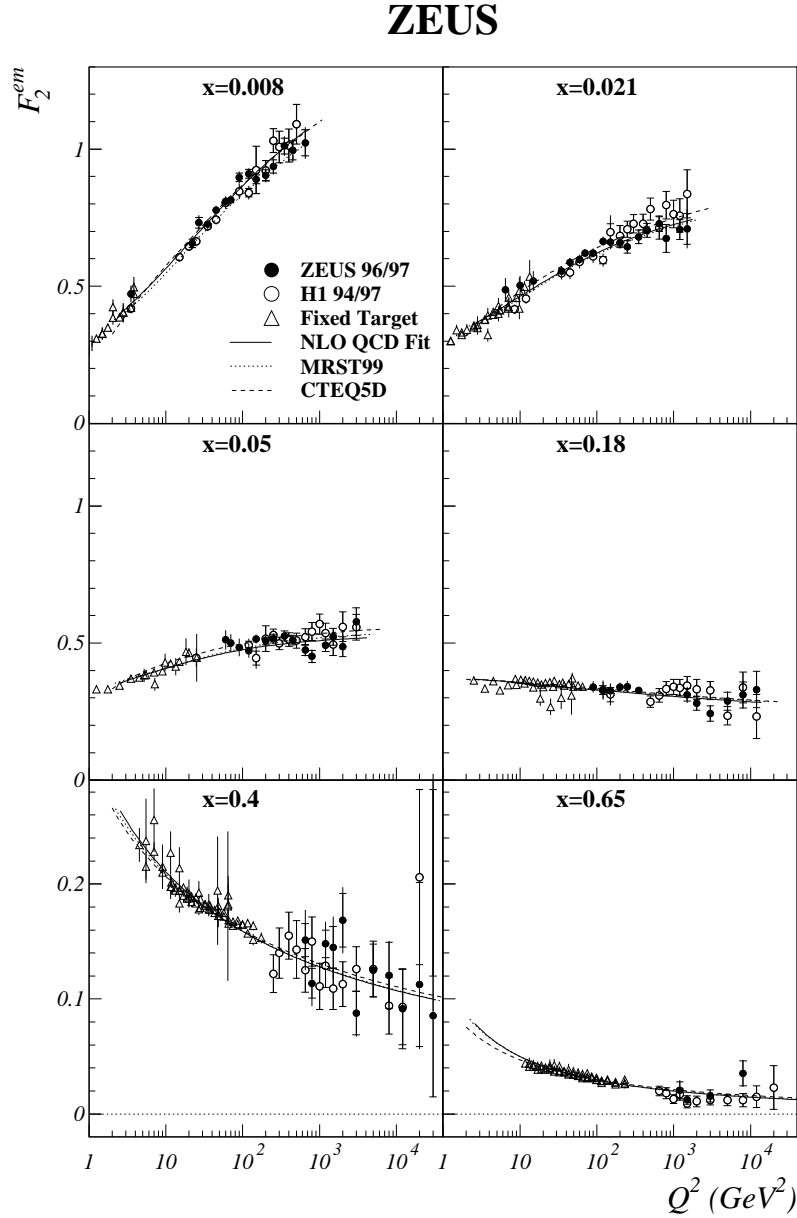 ZEUS
F₂ᵉᵐ
x=0.008
x=0.021
1
0.5
0
ZEUS 96/97
H1 94/97
Fixed Target
NLO QCD Fit
MRST99
CTEQ5D
x=0.05
x=0.18
1
0.5
0
x=0.4
x=0.65
0.2
0.1
0
1 10 10² 10³ 10⁴ 10 10² 10³ 10⁴
Q² (GeV²)